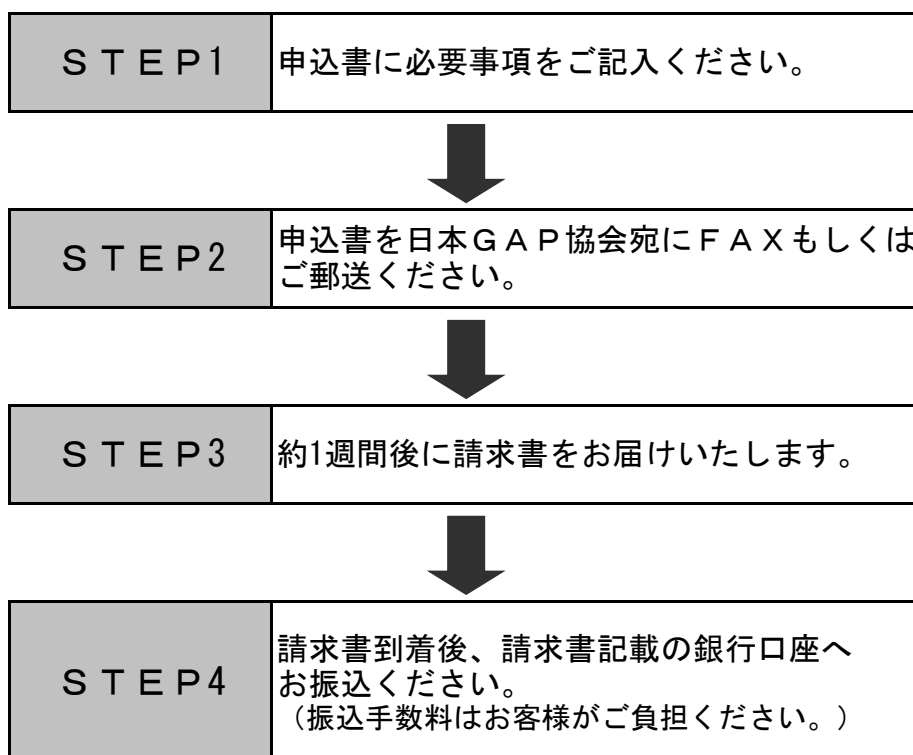 ＳＴＥＰ1
申込書に必要事項をご記入ください。
ＳＴＥＰ2
申込書を日本ＧＡＰ協会宛にＦＡＸもしくは
ご郵送ください。
ＳＴＥＰ3
約1週間後に請求書をお届けいたします。
ＳＴＥＰ4
請求書到着後、請求書記載の銀行口座へ
お振込ください。
（振込手数料はお客様がご負担ください。）